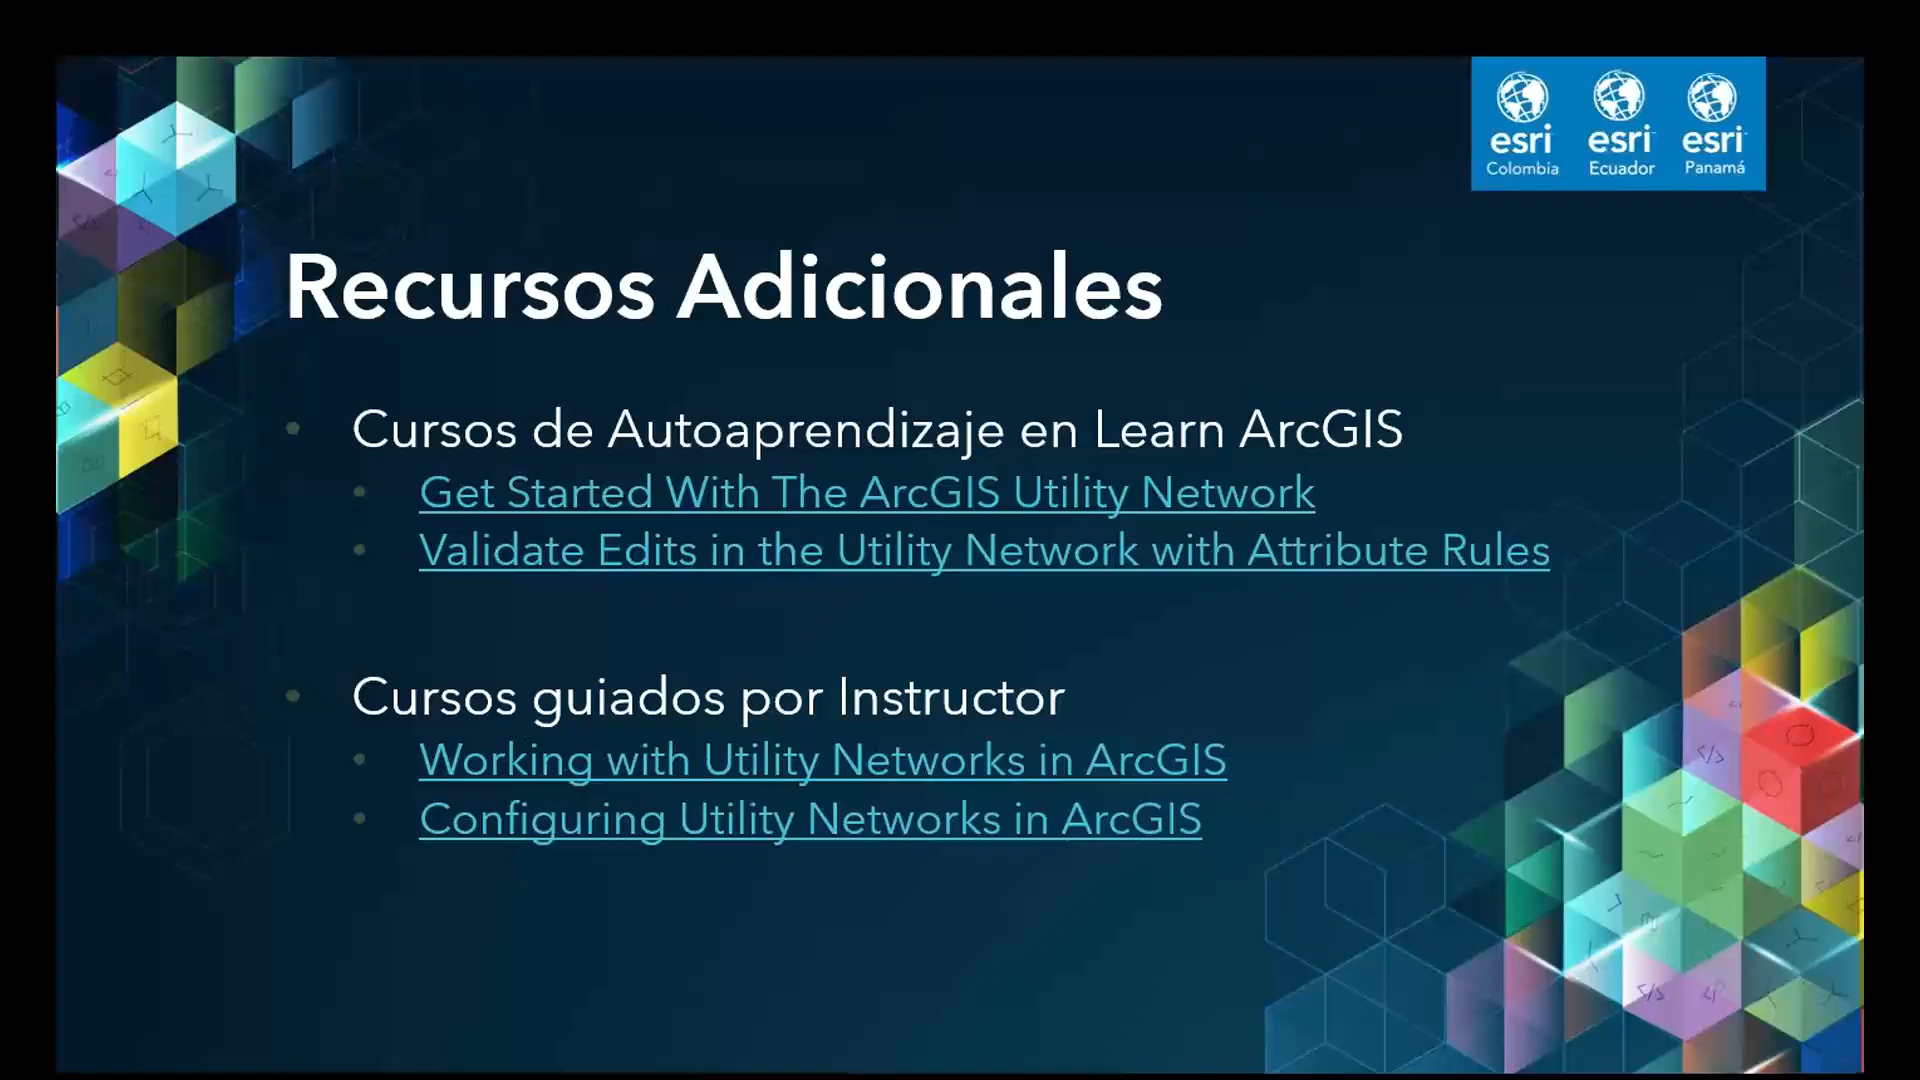 esri esri esri
Colombia Ecuador Panamá
Recursos Adicionales
Cursos de Autoaprendizaje en Learn ArcGIS
Get Started With The ArcGIS Utility Network
Validate Edits in the Utility Network with Attribute Rules
Cursos guiados por Instructor
Working with Utility Networks in ArcGIS
Configuring Utility Networks in ArcGIS